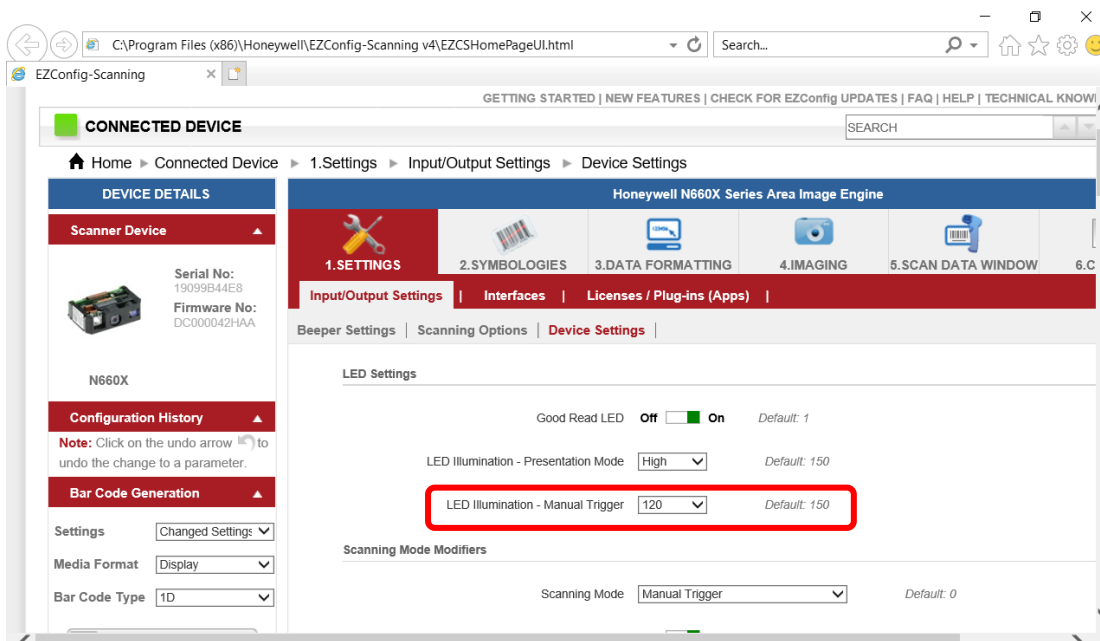 C:\Program Files (x86)\Honeywell\EZConfig-Scanning v4\EZCSHomePageUI.html
Search...
EZConfig-Scanning
GETTING STARTED | NEW FEATURES | CHECK FOR EZConfig UPDATES | FAQ | HELP | TECHNICAL KNOW
CONNECTED DEVICE
SEARCH
Home Connected Device 1.Settings Input/Output Settings Device Settings
DEVICE DETAILS
Honeywell N660X Series Area Image Engine
Scanner Device
1.SETTINGS
2.SYMBOLOGIES
3.DATA FORMATTING
4.IMAGING
5.SCAN DATA WINDOW
6.C
Serial No:
19099B44E8
Firmware No:
DC000042HAA
N660X
Input/Output Settings | Interfaces | Licenses / Plug-ins (Apps) |
Beeper Settings | Scanning Options | Device Settings |
LED Settings
Good Read LED Off On Default: 1
LED Illumination - Presentation Mode High Default: 150
LED Illumination - Manual Trigger 120 Default: 150
Scanning Mode Modifiers
Scanning Mode Manual Trigger Default: 0
Configuration History
Note: Click on the undo arrow to
undo the change to a parameter.
Bar Code Generation
Settings Changed Settings
Media Format Display
Bar Code Type 1D